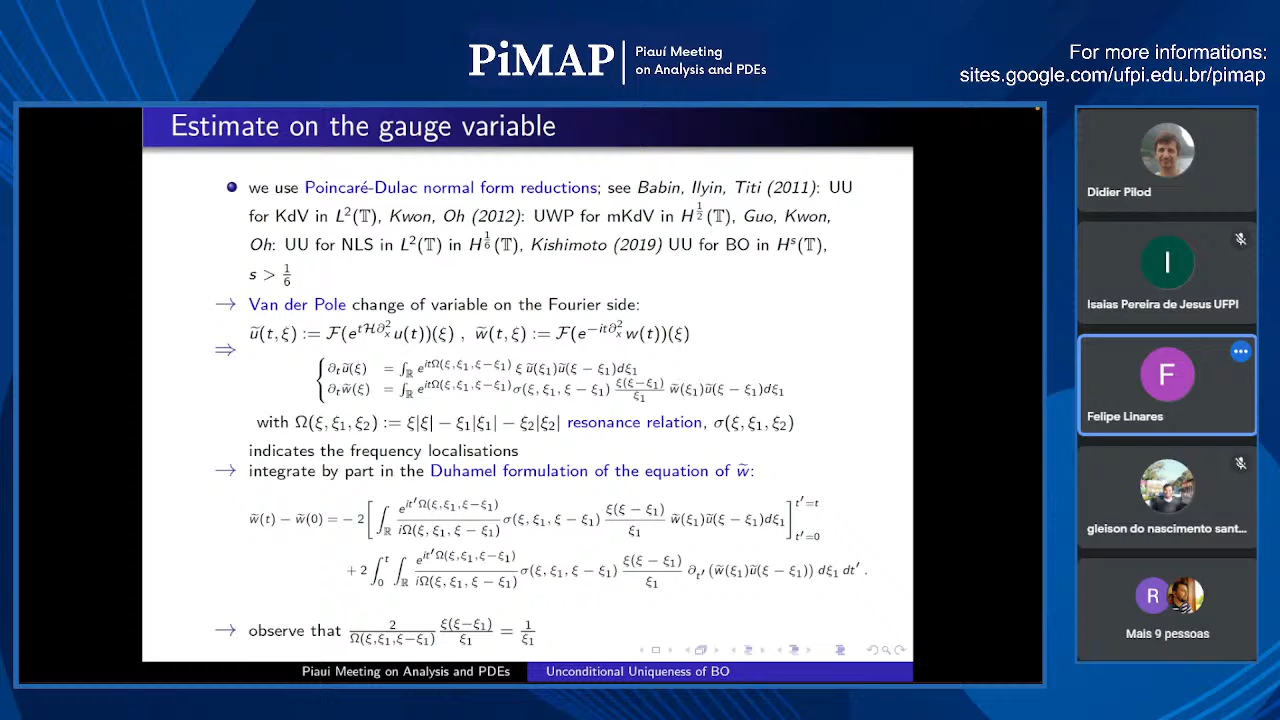 PiMAP
Piauí Meeting
on Analysis and PDEs
For more informations:
sites.google.com/ufpi.edu.br/pimap
Estimate on the gauge variable
we use Poincaré-Dulac normal form reductions; see Babin, Ilyin, Titi (2011): UU
for KdV in L²(𝕋), Kwon, Oh (2012): UWP for mKdV in H^{1/2}(𝕋), Guo, Kwon,
Oh: UU for NLS in L²(𝕋) in H^{1/6}(𝕋), Kishimoto (2019) UU for BO in H^s(𝕋),
s > 1/6
→ Van der Pole change of variable on the Fourier side:
ũ(t, ξ) := F(e^{tH∂_x^2} u(t))(ξ) , w̃(t, ξ) := F(e^{-it∂_x^2} w(t))(ξ)
⇒
{ ∂_t ũ(ξ) = ∫_ℝ e^{itΩ(ξ,ξ₁,ξ−ξ₁)} ξ ũ(ξ₁)ũ(ξ − ξ₁)dξ₁
∂_t w̃(ξ) = ∫_ℝ e^{itΩ(ξ,ξ₁,ξ−ξ₁)} σ(ξ, ξ₁, ξ − ξ₁) ξ(ξ−ξ₁)/ξ₁ w̃(ξ₁)ũ(ξ − ξ₁)dξ₁
with Ω(ξ, ξ₁, ξ₂) := ξ|ξ| − ξ₁|ξ₁| − ξ₂|ξ₂| resonance relation, σ(ξ, ξ₁, ξ₂)
indicates the frequency localisations
→ integrate by part in the Duhamel formulation of the equation of w̃:
w̃(t) − w̃(0) = − 2 [ ∫_ℝ e^{it′Ω(ξ,ξ₁,ξ−ξ₁)}/iΩ(ξ, ξ₁, ξ − ξ₁) σ(ξ, ξ₁, ξ − ξ₁) ξ(ξ − ξ₁)/ξ₁ w̃(ξ₁)ũ(ξ − ξ₁)dξ₁ ]_{t′=0}^{t′=t}
+ 2 ∫_0^t ∫_ℝ e^{it′Ω(ξ,ξ₁,ξ−ξ₁)}/iΩ(ξ, ξ₁, ξ − ξ₁) σ(ξ, ξ₁, ξ − ξ₁) ξ(ξ − ξ₁)/ξ₁ ∂_{t′} (w̃(ξ₁)ũ(ξ − ξ₁)) dξ₁ dt′ .
→ observe that 2/Ω(ξ,ξ₁,ξ−ξ₁) ξ(ξ−ξ₁)/ξ₁ = 1/ξ₁
Piaui Meeting on Analysis and PDEs
Unconditional Uniqueness of BO
Didier Pilod
I
Isaias Pereira de Jesus UFPI
F
Felipe Linares
gleison do nascimento sant...
R
Mais 9 pessoas